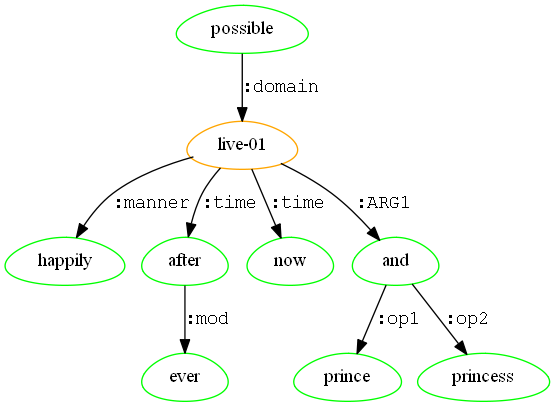 possible
:domain
live-01
:manner :time :time :ARG1
happily after now and
:mod :op1 :op2
ever prince princess